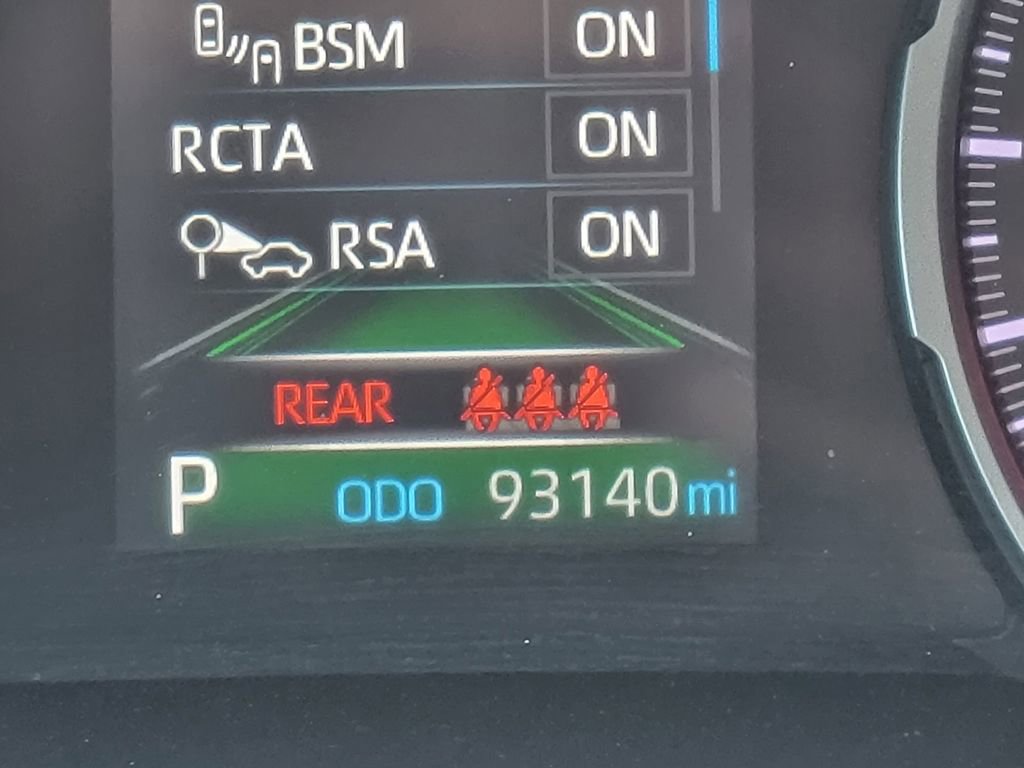 BSM ON
RCTA ON
RSA ON
REAR
P ODO 93140 mi